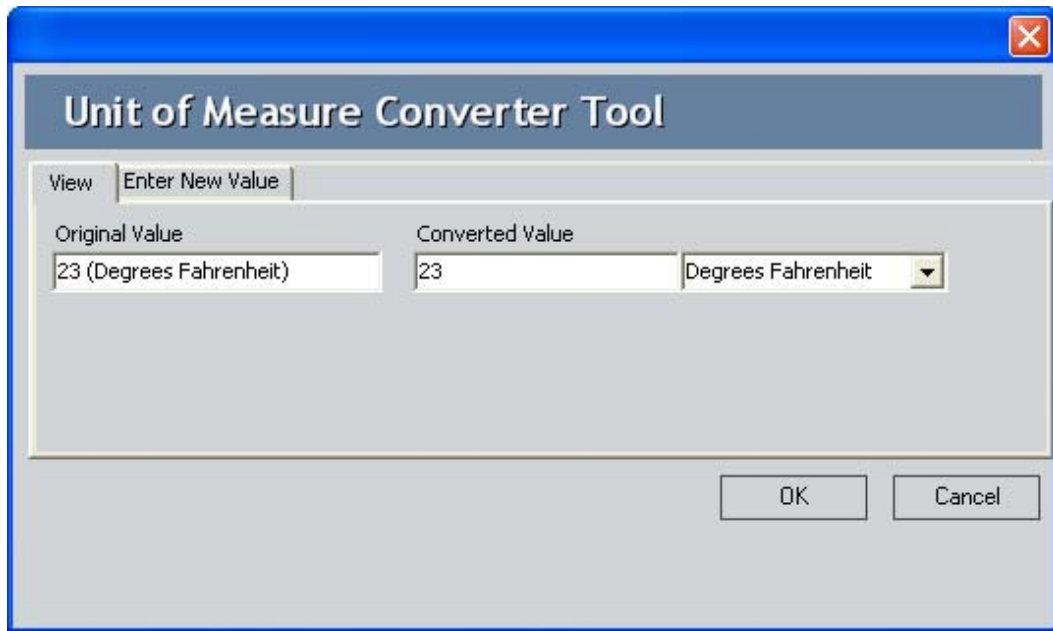 Unit of Measure Converter Tool
View
Enter New Value
Original Value
Converted Value
23 (Degrees Fahrenheit)
23
Degrees Fahrenheit
OK
Cancel